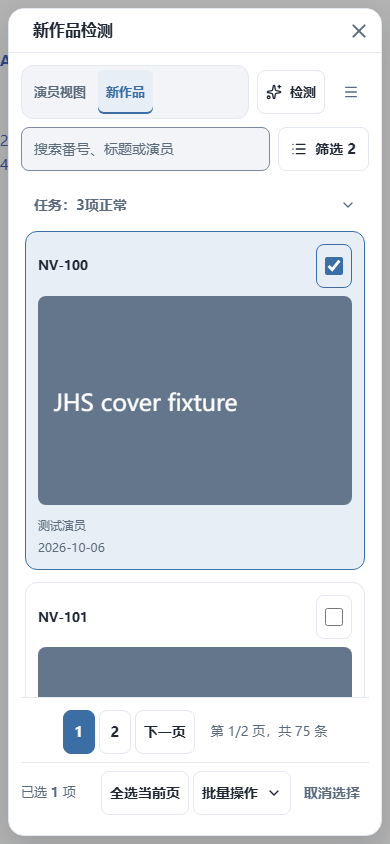 新作品检测
演员视图 新作品 检测
搜索番号、标题或演员 筛选 2
任务：3项正常
NV-100
JHS cover fixture
测试演员
2026-10-06
NV-101
1 2 下一页 第 1/2 页，共 75 条
已选 1 项 全选当前页 批量操作 取消选择